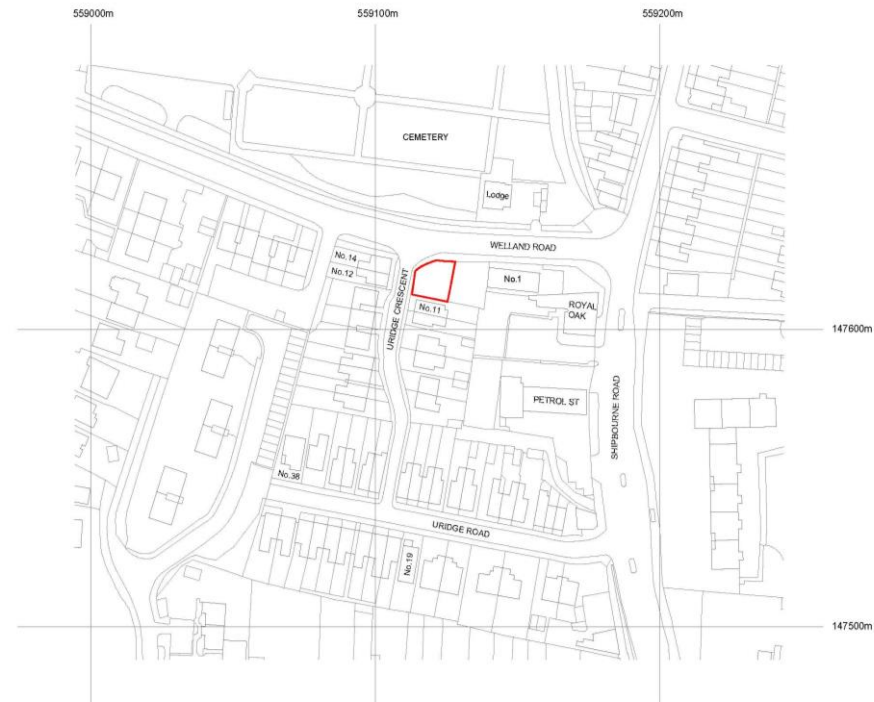 559000m
559100m
559200m
CEMETERY
Lodge
WELLAND ROAD
No.14
No.12
URIDGE CRESCENT
No.11
No.1
ROYAL
OAK
147600m
SHIPBOURNE ROAD
PETROL ST
No.38
URIDGE ROAD
No.19
147500m